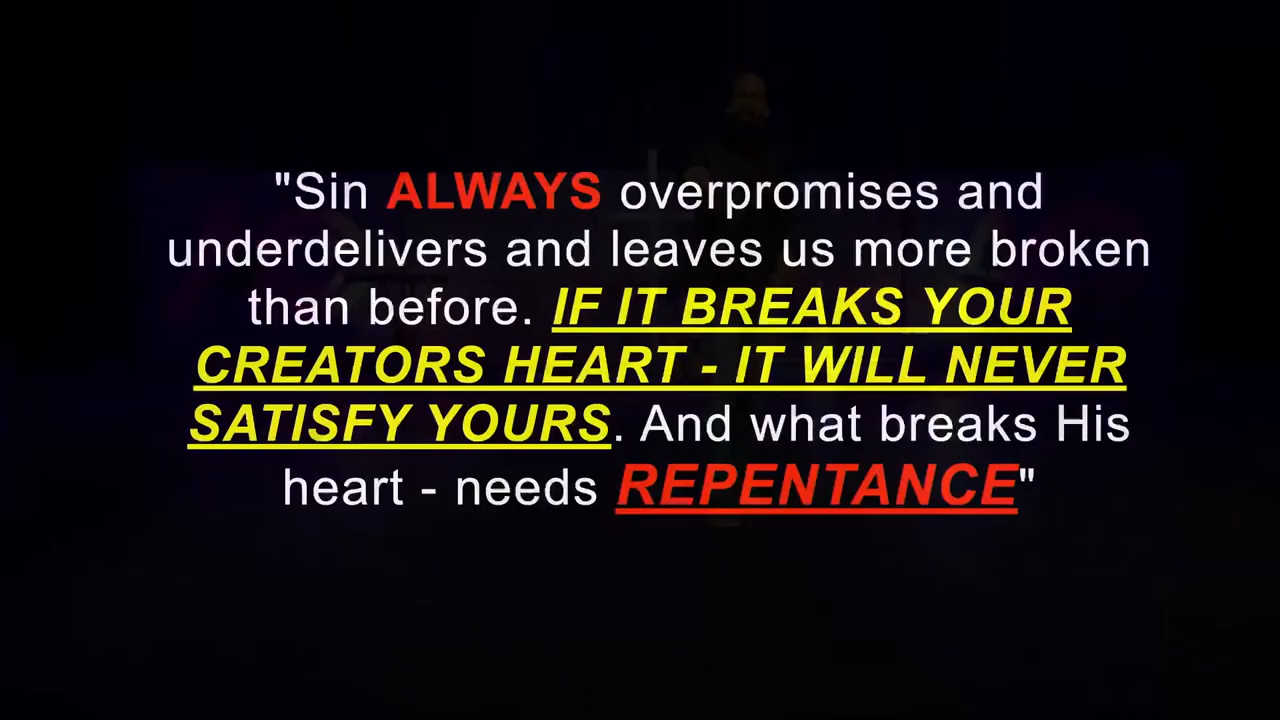 "Sin ALWAYS overpromises and
underdelivers and leaves us more broken
than before. IF IT BREAKS YOUR
CREATORS HEART - IT WILL NEVER
SATISFY YOURS. And what breaks His
heart - needs REPENTANCE"